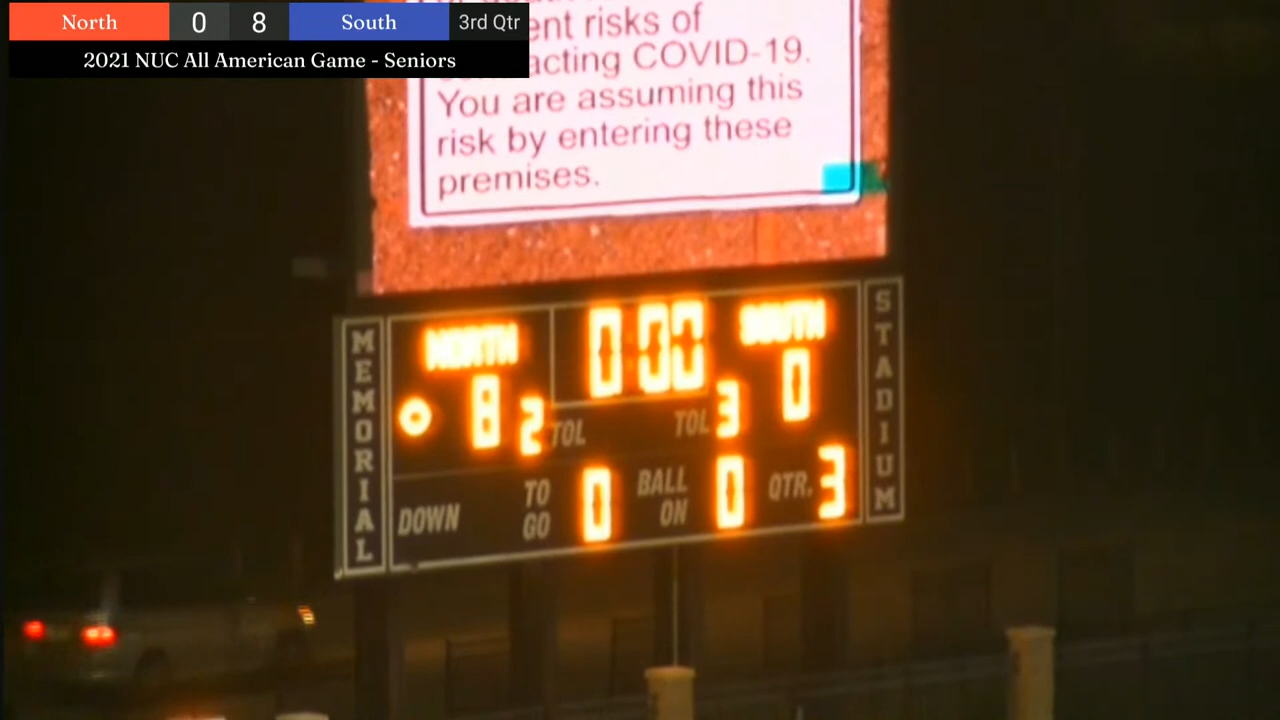 North 0 8 South 3rd Qtr
2021 NUC All American Game - Seniors
risks of
COVID-19.
You are assuming this
risk by entering these
premises.
MEMORIAL
NORTH 0:00 SOUTH
8 2 TOL TOL 3 0
DOWN TO GO 0 BALL ON 0 QTR. 3
STADIUM